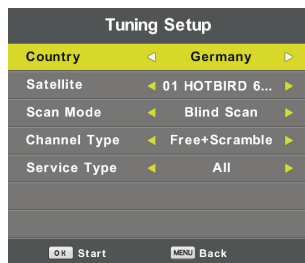 Tuning Setup
Country Germany
Satellite 01 HOTBIRD 6...
Scan Mode Blind Scan
Channel Type Free+Scramble
Service Type All
OK Start MENU Back